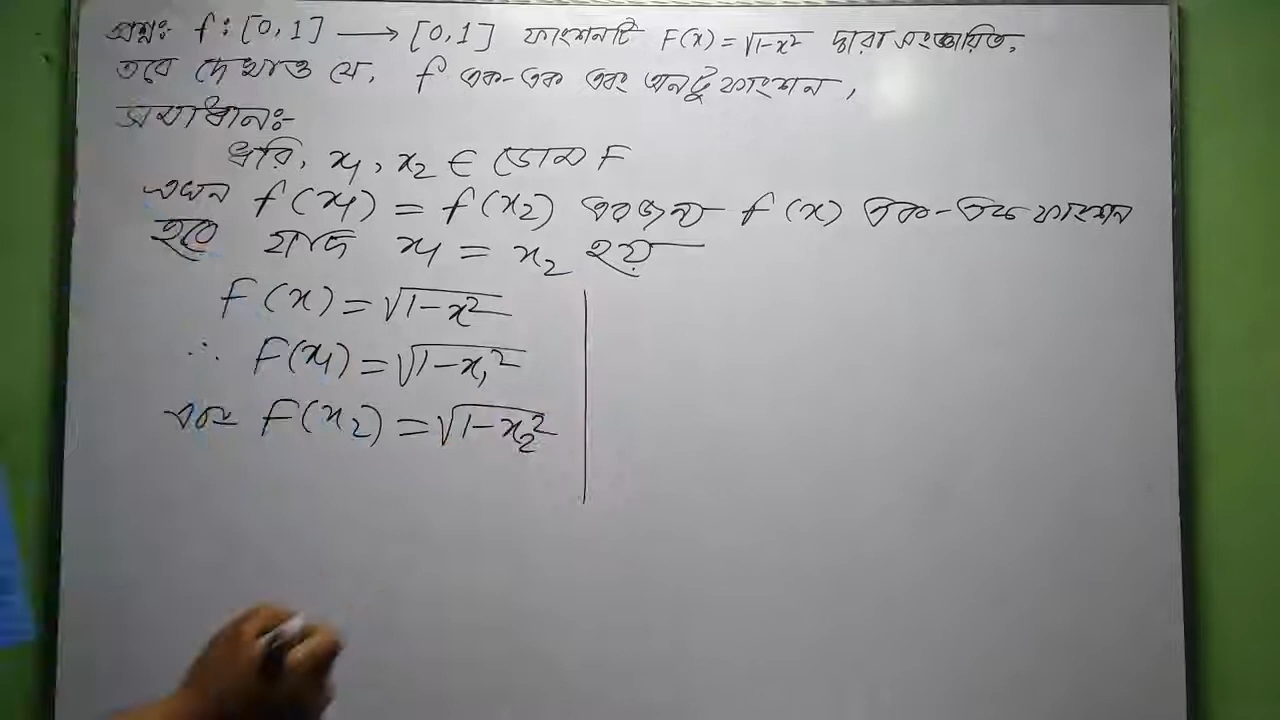 প্রশ্নঃ f : [0,1] ⟶ [0,1] ফাংশনটি F(x) = √1-x² দ্বারা সংজ্ঞায়িত,
তবে দেখাও যে, f এক-এক এবং অনটু ফাংশন,
সমাধানঃ-
ধরি, x₁, x₂ ∈ ডোম F
এখন f(x₁) = f(x₂) এবং f(x) এক-এক ফাংশন
হবে যদি x₁ = x₂ হয়
F(x) = √1-x²
∴ F(x₁) = √1-x₁²
এবং F(x₂) = √1-x₂²